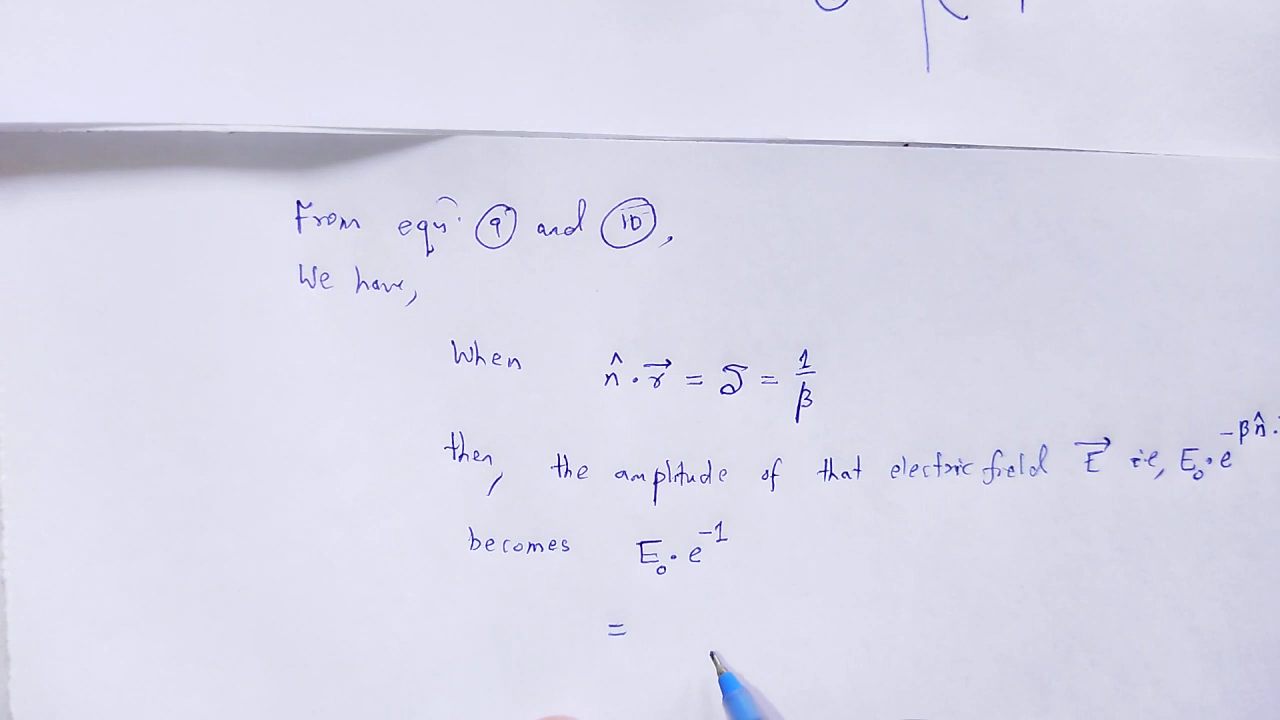 From eqn. ⑨ and ⑩,
We have,
When n̂ · r⃗ = δ = 1/β
then, the amplitude of that electric field E⃗ ie, E₀ · e^(-β n̂ ·
becomes E₀ · e^(-1)
=